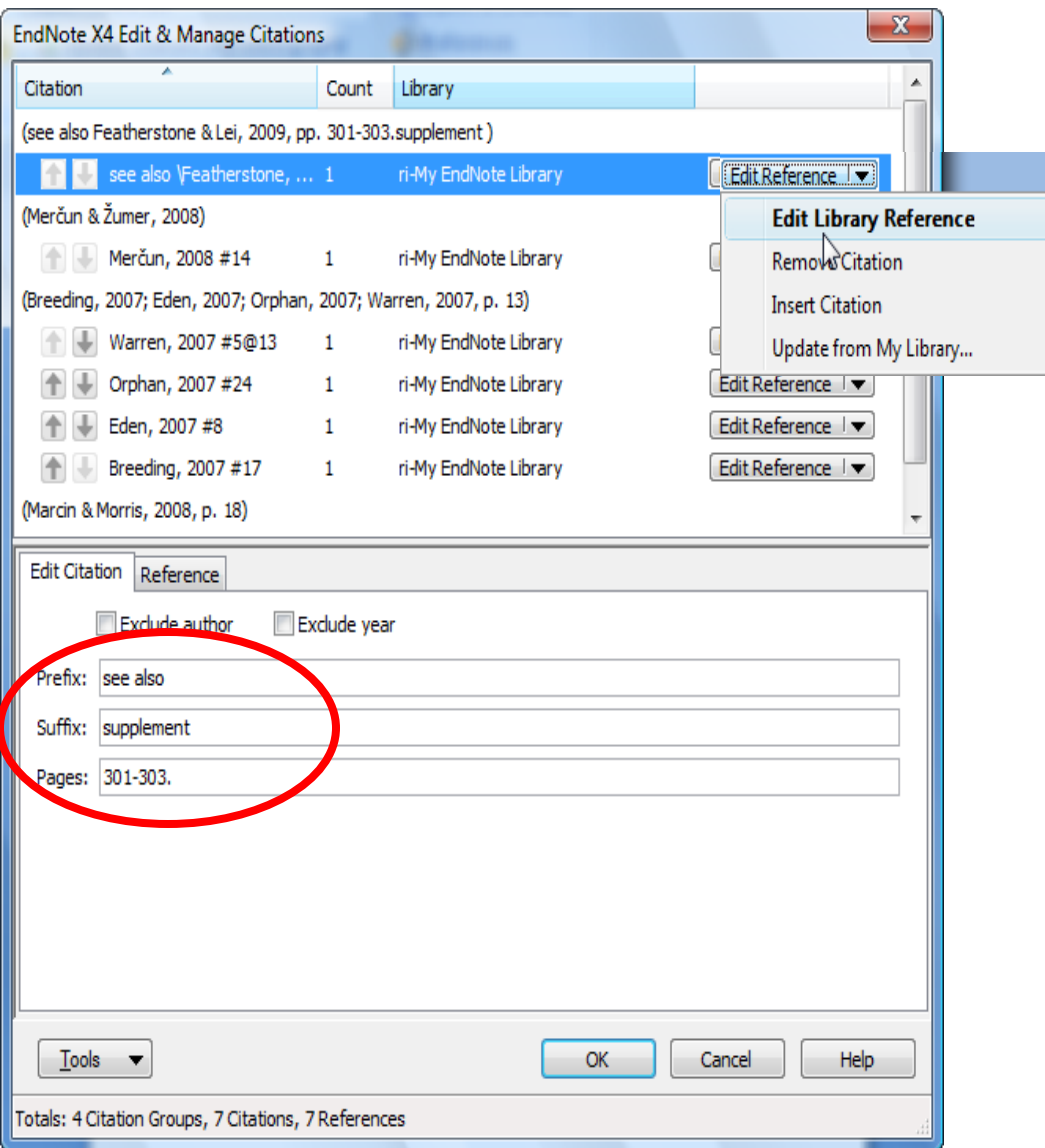 EndNote X4 Edit & Manage Citations
Citation Count Library
(see also Featherstone & Lei, 2009, pp. 301-303.supplement )
see also \Featherstone, ... 1 ri-My EndNote Library Edit Reference
Edit Library Reference
(Merčun & Žumer, 2008)
Merčun, 2008 #14 1 ri-My EndNote Library
Remove Citation
(Breeding, 2007; Eden, 2007; Orphan, 2007; Warren, 2007, p. 13)
Insert Citation
Warren, 2007 #5@13 1 ri-My EndNote Library
Update from My Library...
Orphan, 2007 #24 1 ri-My EndNote Library Edit Reference
Eden, 2007 #8 1 ri-My EndNote Library Edit Reference
Breeding, 2007 #17 1 ri-My EndNote Library Edit Reference
(Marcin & Morris, 2008, p. 18)
Edit Citation Reference
Exclude author Exclude year
Prefix: see also
Suffix: supplement
Pages: 301-303.
Tools OK Cancel Help
Totals: 4 Citation Groups, 7 Citations, 7 References